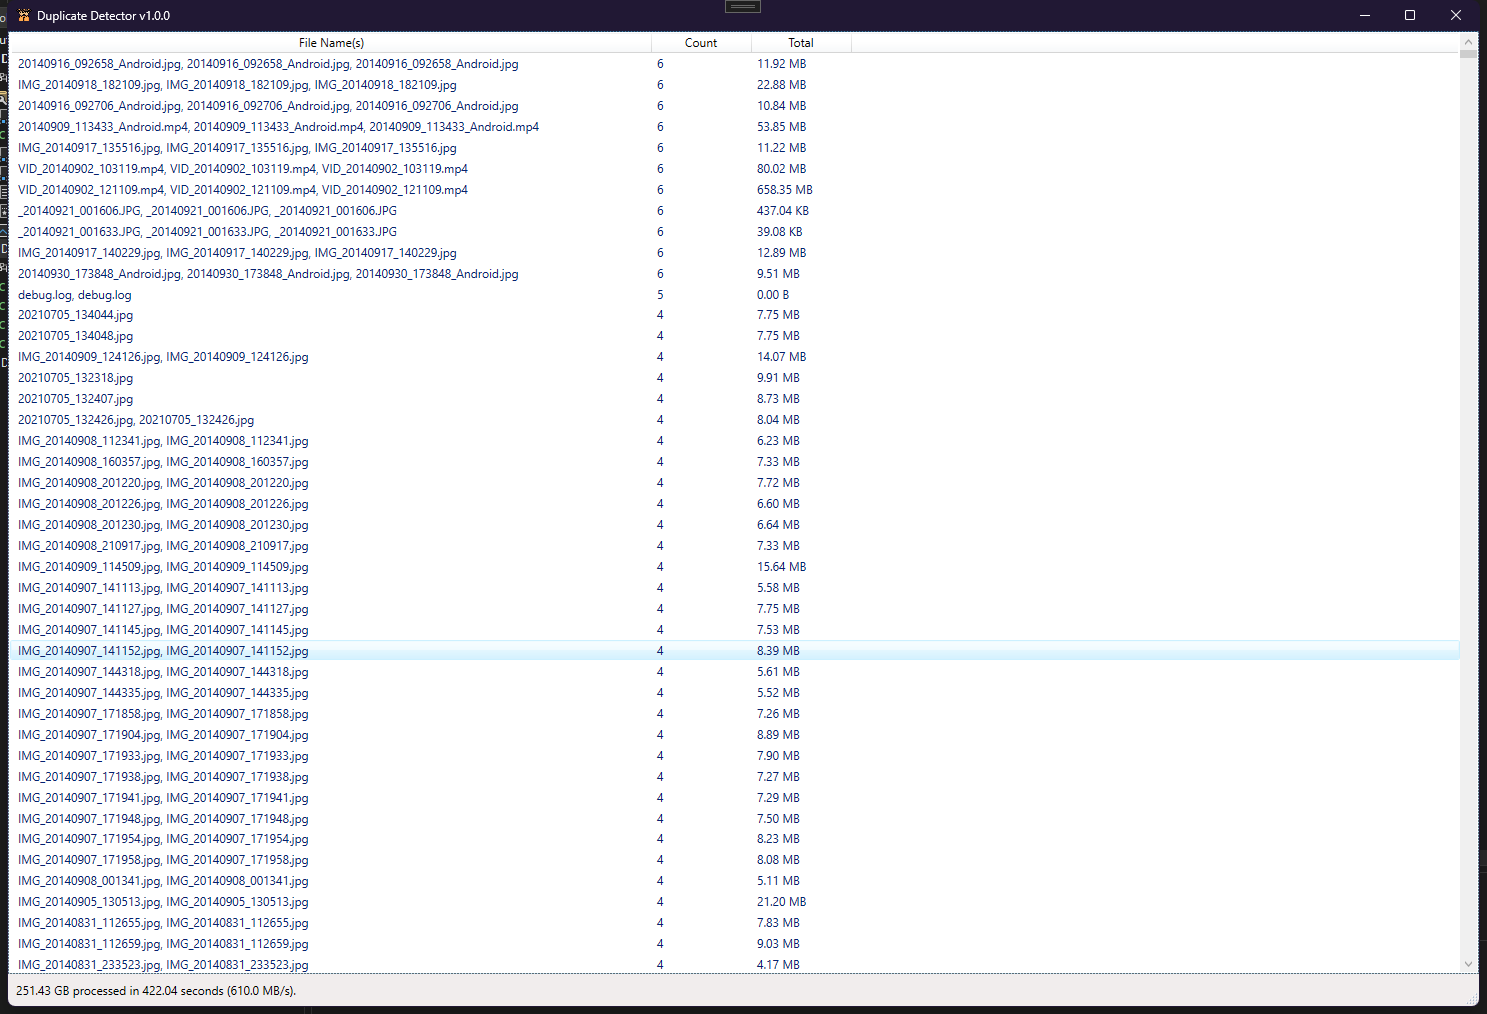 Duplicate Detector v1.0.0
File Name(s) Count Total
20140916_092658_Android.jpg, 20140916_092658_Android.jpg, 20140916_092658_Android.jpg 6 11.92 MB
IMG_20140918_182109.jpg, IMG_20140918_182109.jpg, IMG_20140918_182109.jpg 6 22.88 MB
20140916_092706_Android.jpg, 20140916_092706_Android.jpg, 20140916_092706_Android.jpg 6 10.84 MB
20140909_113433_Android.mp4, 20140909_113433_Android.mp4, 20140909_113433_Android.mp4 6 53.85 MB
IMG_20140917_135516.jpg, IMG_20140917_135516.jpg, IMG_20140917_135516.jpg 6 11.22 MB
VID_20140902_103119.mp4, VID_20140902_103119.mp4, VID_20140902_103119.mp4 6 80.02 MB
VID_20140902_121109.mp4, VID_20140902_121109.mp4, VID_20140902_121109.mp4 6 658.35 MB
_20140921_001606.JPG, _20140921_001606.JPG, _20140921_001606.JPG 6 437.04 KB
_20140921_001633.JPG, _20140921_001633.JPG, _20140921_001633.JPG 6 39.08 KB
IMG_20140917_140229.jpg, IMG_20140917_140229.jpg, IMG_20140917_140229.jpg 6 12.89 MB
20140930_173848_Android.jpg, 20140930_173848_Android.jpg, 20140930_173848_Android.jpg 6 9.51 MB
debug.log, debug.log 5 0.00 B
20210705_134044.jpg 4 7.75 MB
20210705_134048.jpg 4 7.75 MB
IMG_20140909_124126.jpg, IMG_20140909_124126.jpg 4 14.07 MB
20210705_132318.jpg 4 9.91 MB
20210705_132407.jpg 4 8.73 MB
20210705_132426.jpg, 20210705_132426.jpg 4 8.04 MB
IMG_20140908_112341.jpg, IMG_20140908_112341.jpg 4 6.23 MB
IMG_20140908_160357.jpg, IMG_20140908_160357.jpg 4 7.33 MB
IMG_20140908_201220.jpg, IMG_20140908_201220.jpg 4 7.72 MB
IMG_20140908_201226.jpg, IMG_20140908_201226.jpg 4 6.60 MB
IMG_20140908_201230.jpg, IMG_20140908_201230.jpg 4 6.64 MB
IMG_20140908_210917.jpg, IMG_20140908_210917.jpg 4 7.33 MB
IMG_20140909_114509.jpg, IMG_20140909_114509.jpg 4 15.64 MB
IMG_20140907_141113.jpg, IMG_20140907_141113.jpg 4 5.58 MB
IMG_20140907_141127.jpg, IMG_20140907_141127.jpg 4 7.75 MB
IMG_20140907_141145.jpg, IMG_20140907_141145.jpg 4 7.53 MB
IMG_20140907_141152.jpg, IMG_20140907_141152.jpg 4 8.39 MB
IMG_20140907_144318.jpg, IMG_20140907_144318.jpg 4 5.61 MB
IMG_20140907_144335.jpg, IMG_20140907_144335.jpg 4 5.52 MB
IMG_20140907_171858.jpg, IMG_20140907_171858.jpg 4 7.26 MB
IMG_20140907_171904.jpg, IMG_20140907_171904.jpg 4 8.89 MB
IMG_20140907_171933.jpg, IMG_20140907_171933.jpg 4 7.90 MB
IMG_20140907_171938.jpg, IMG_20140907_171938.jpg 4 7.27 MB
IMG_20140907_171941.jpg, IMG_20140907_171941.jpg 4 7.29 MB
IMG_20140907_171948.jpg, IMG_20140907_171948.jpg 4 7.50 MB
IMG_20140907_171954.jpg, IMG_20140907_171954.jpg 4 8.23 MB
IMG_20140907_171958.jpg, IMG_20140907_171958.jpg 4 8.08 MB
IMG_20140908_001341.jpg, IMG_20140908_001341.jpg 4 5.11 MB
IMG_20140905_130513.jpg, IMG_20140905_130513.jpg 4 21.20 MB
IMG_20140831_112655.jpg, IMG_20140831_112655.jpg 4 7.83 MB
IMG_20140831_112659.jpg, IMG_20140831_112659.jpg 4 9.03 MB
IMG_20140831_233523.jpg, IMG_20140831_233523.jpg 4 4.17 MB
251.43 GB processed in 422.04 seconds (610.0 MB/s).